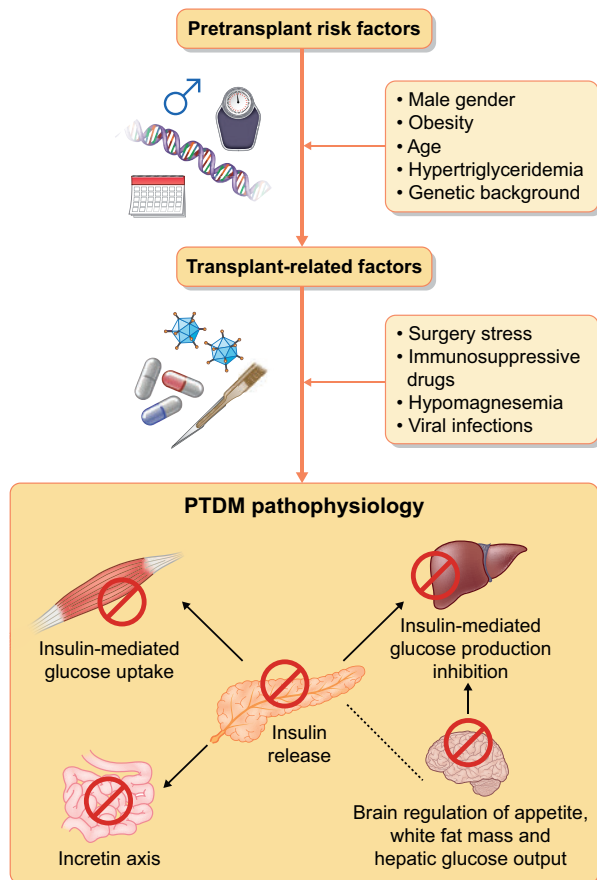 Pretransplant risk factors
• Male gender
• Obesity
• Age
• Hypertriglyceridemia
• Genetic background
Transplant-related factors
• Surgery stress
• Immunosuppressive
drugs
• Hypomagnesemia
• Viral infections
PTDM pathophysiology
Insulin-mediated
glucose uptake
Insulin-mediated
glucose production
inhibition
Insulin
release
Incretin axis
Brain regulation of appetite,
white fat mass and
hepatic glucose output